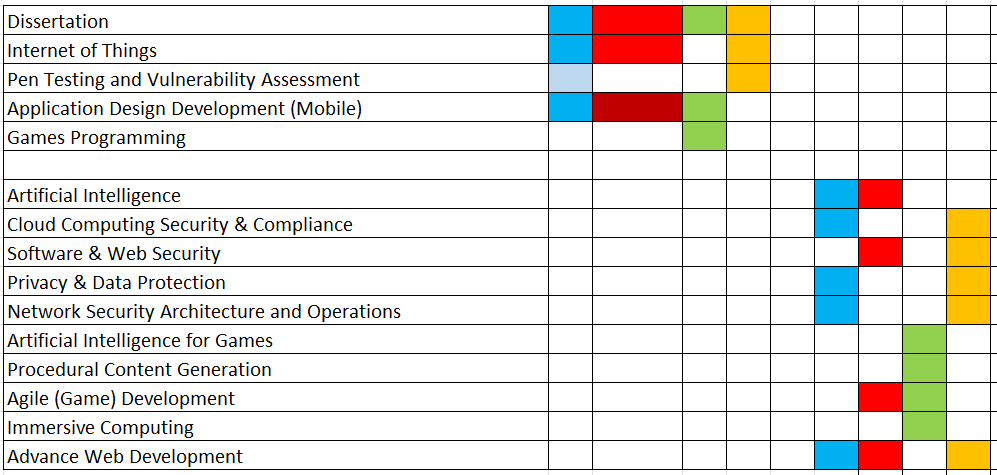 Dissertation
Internet of Things
Pen Testing and Vulnerability Assessment
Application Design Development (Mobile)
Games Programming
Artificial Intelligence
Cloud Computing Security & Compliance
Software & Web Security
Privacy & Data Protection
Network Security Architecture and Operations
Artificial Intelligence for Games
Procedural Content Generation
Agile (Game) Development
Immersive Computing
Advance Web Development